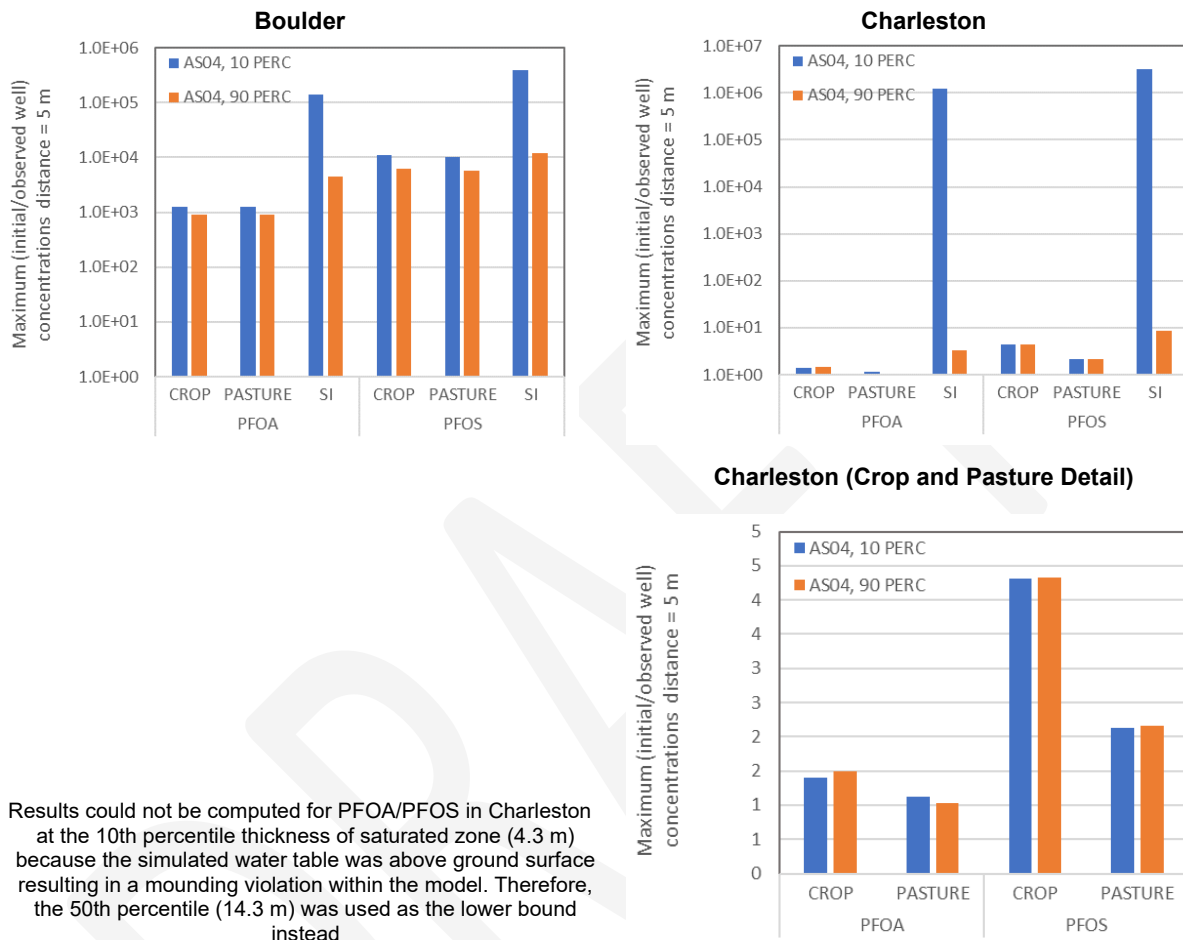 Boulder
Maximum (initial/observed well)
concentrations distance = 5 m
1.0E+06
1.0E+05
1.0E+04
1.0E+03
1.0E+02
1.0E+01
1.0E+00
AS04, 10 PERC
AS04, 90 PERC
CROP PASTURE SI CROP PASTURE SI
PFOA PFOS
Charleston
Maximum (initial/observed well)
concentrations distance = 5 m
1.0E+07
1.0E+06
1.0E+05
1.0E+04
1.0E+03
1.0E+02
1.0E+01
1.0E+00
AS04, 10 PERC
AS04, 90 PERC
CROP PASTURE SI CROP PASTURE SI
PFOA PFOS
Charleston (Crop and Pasture Detail)
Maximum (initial/observed well)
concentrations distance = 5 m
5
5
4
4
3
3
2
2
1
1
0
AS04, 10 PERC
AS04, 90 PERC
CROP PASTURE CROP PASTURE
PFOA PFOS
Results could not be computed for PFOA/PFOS in Charleston
at the 10th percentile thickness of saturated zone (4.3 m)
because the simulated water table was above ground surface
resulting in a mounding violation within the model. Therefore,
the 50th percentile (14.3 m) was used as the lower bound
instead